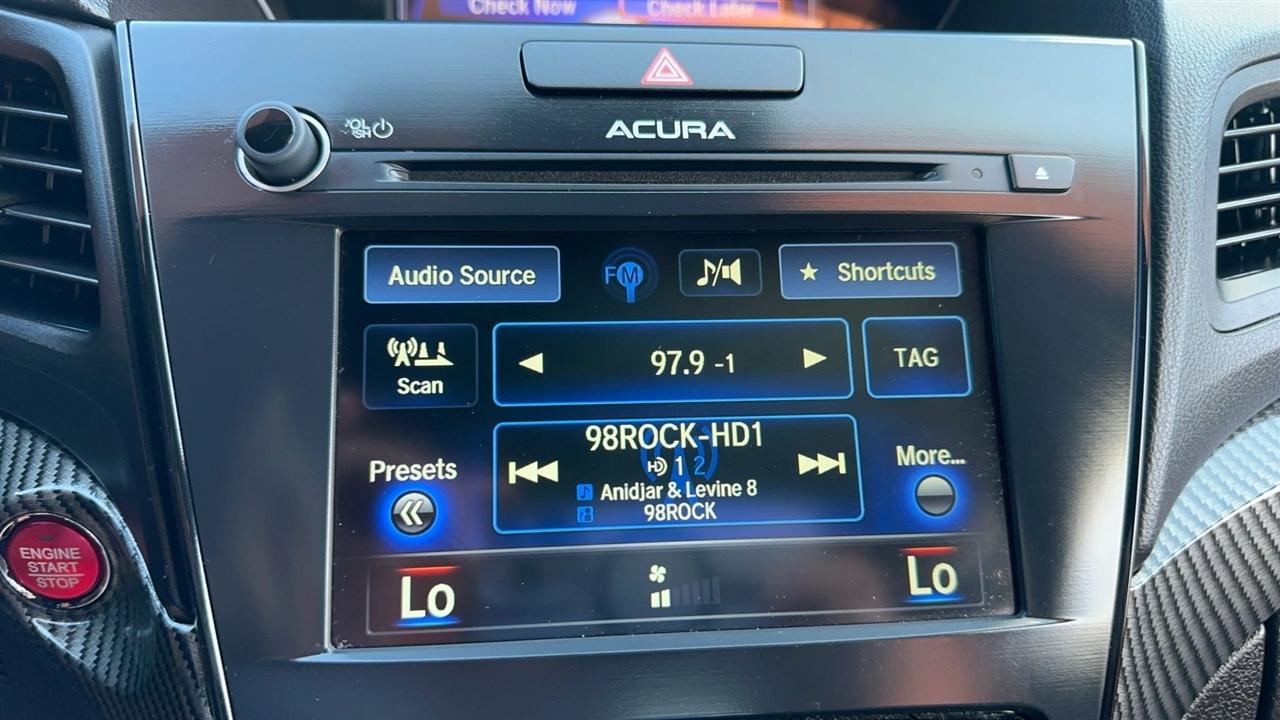 Check Now
Check Later
VOL
ACURA
Audio Source
FM
★ Shortcuts
Scan
97.9 -1
TAG
98ROCK-HD1
HD 1 2
Presets
More...
Anidjar & Levine 8
98ROCK
ENGINE
START
STOP
Lo
Lo